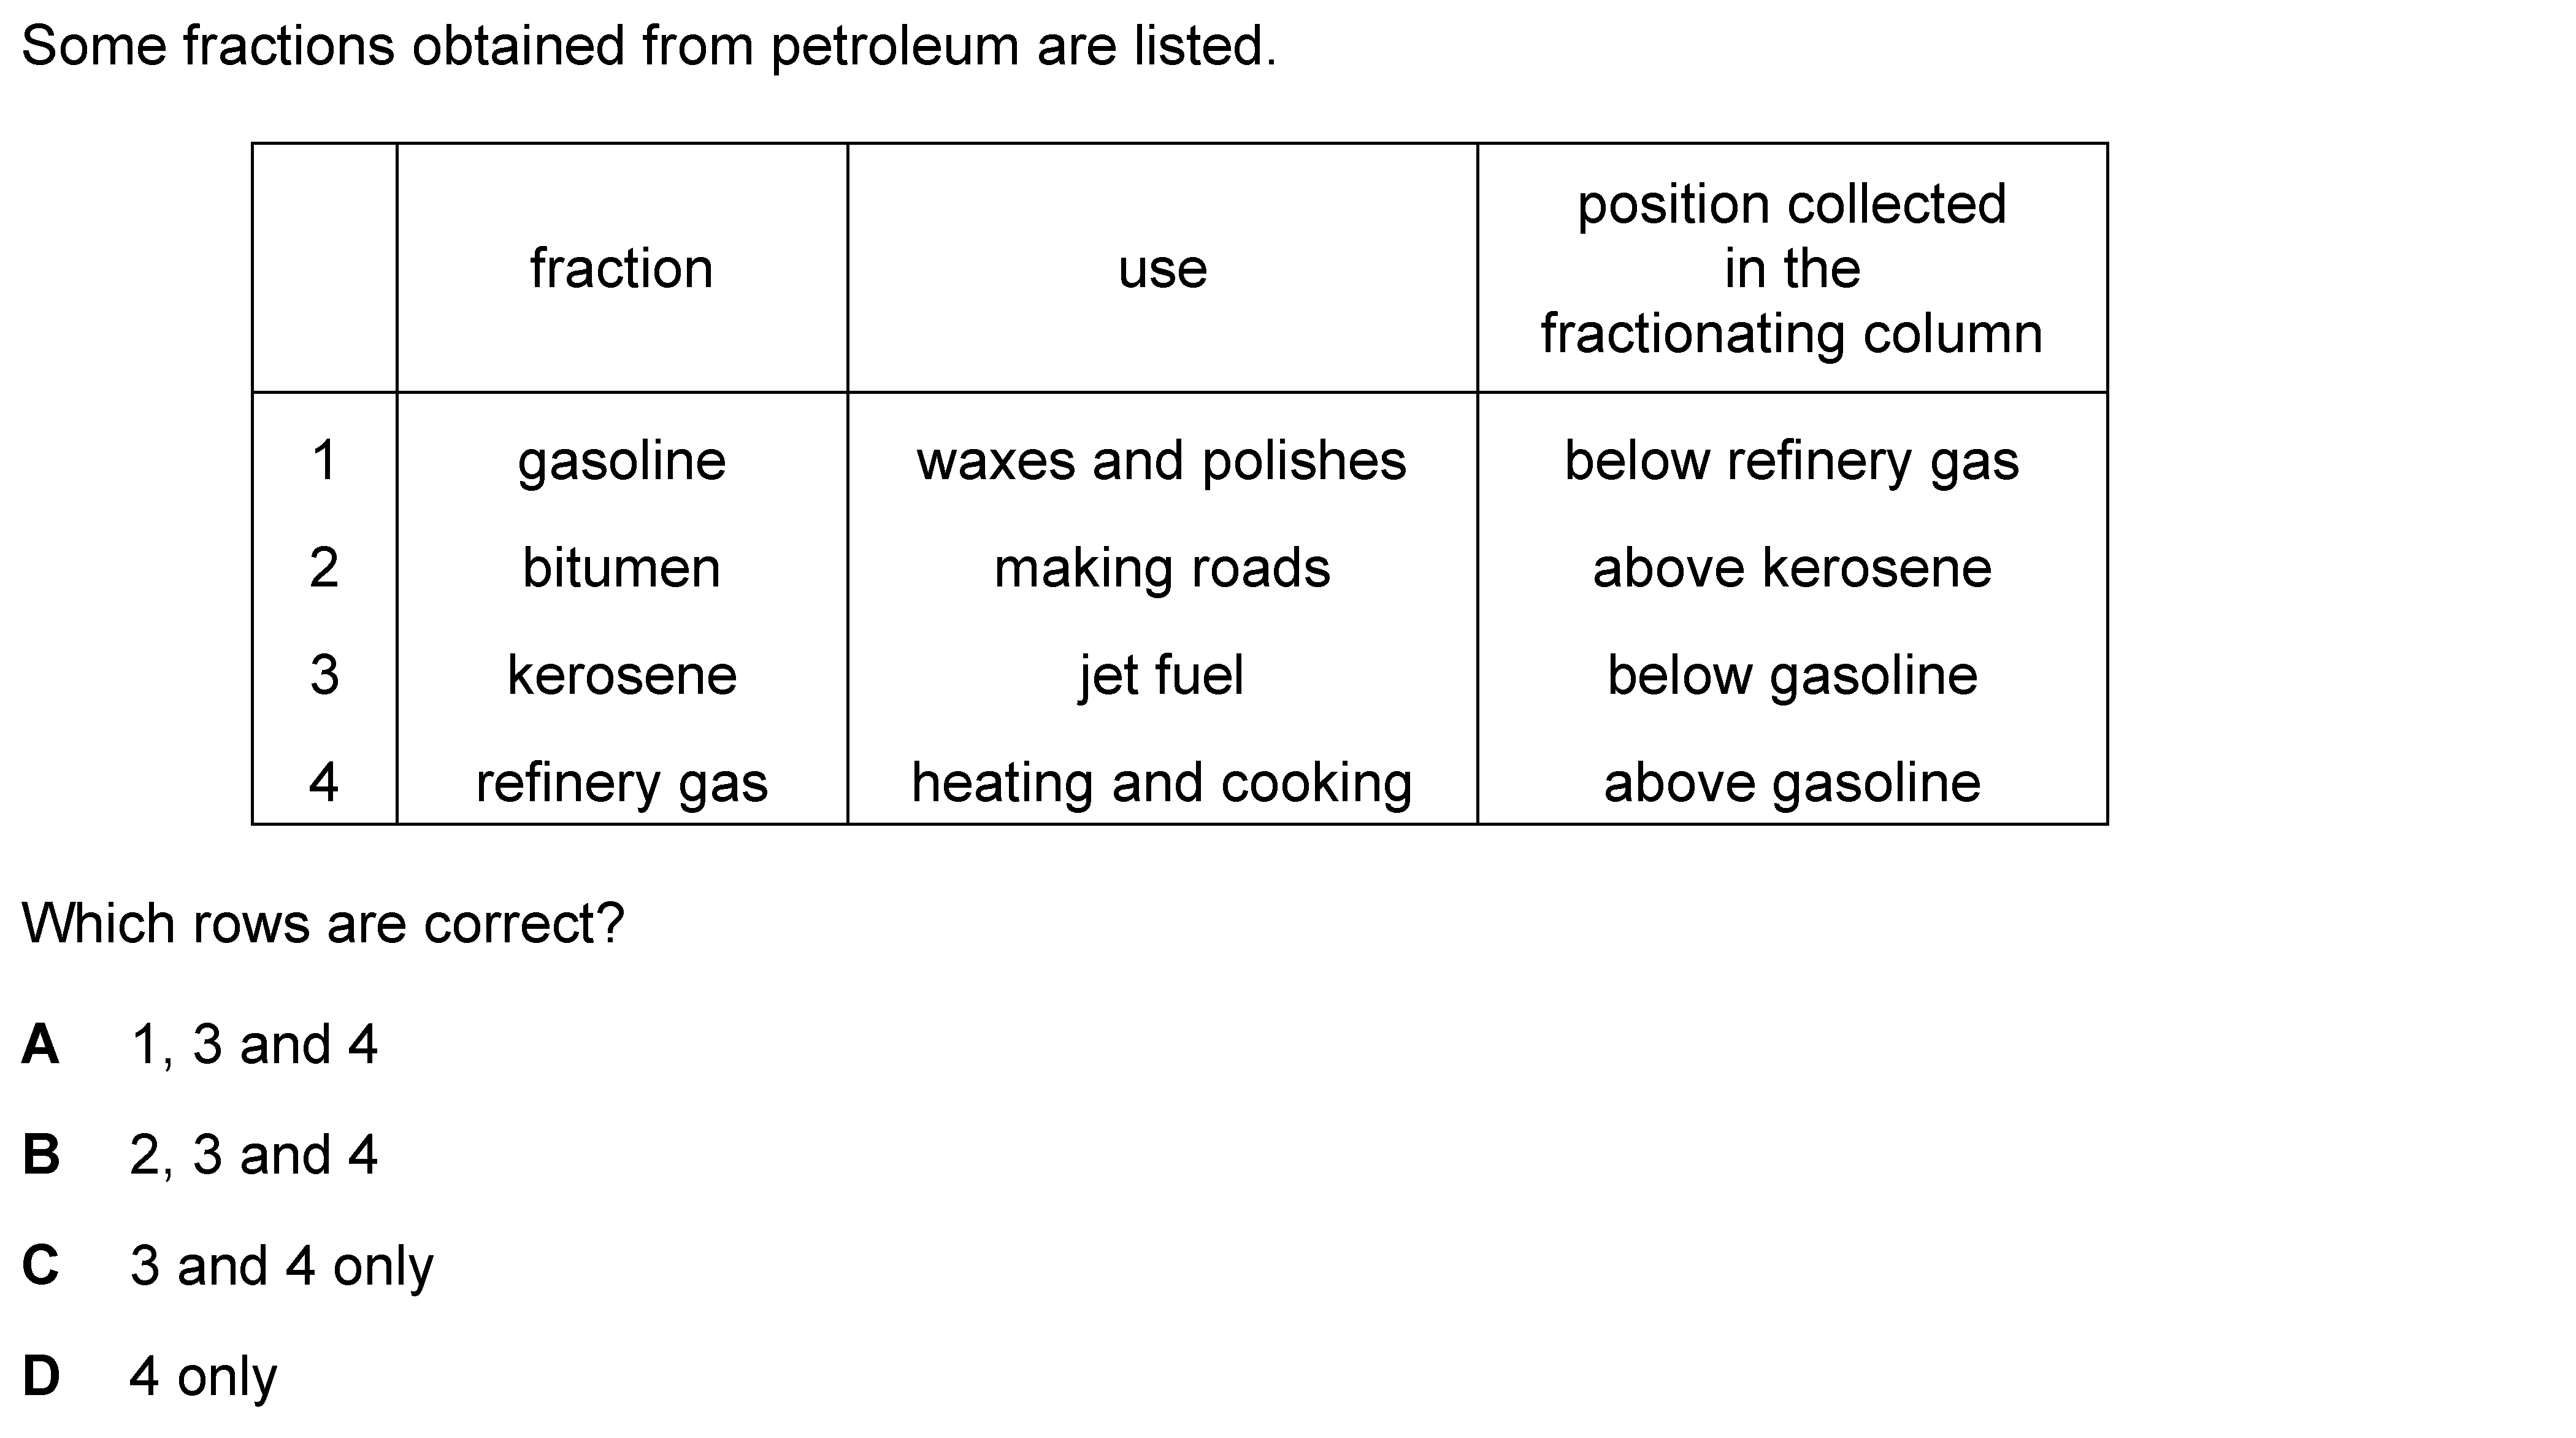 Some fractions obtained from petroleum are listed.
fraction
use
position collected
in the
fractionating column
1 gasoline waxes and polishes below refinery gas
2 bitumen making roads above kerosene
3 kerosene jet fuel below gasoline
4 refinery gas heating and cooking above gasoline
Which rows are correct?
A 1, 3 and 4
B 2, 3 and 4
C 3 and 4 only
D 4 only